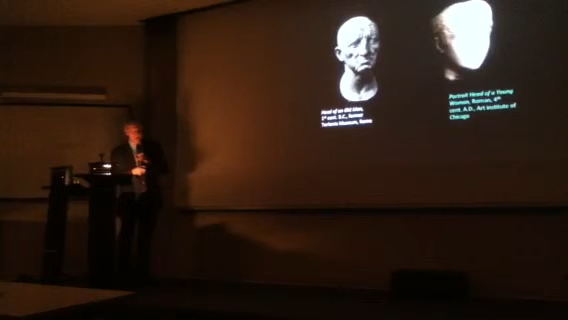 Head of an Old Man,
1st cent. B.C., former
Torlonia Museum, Rome
Portrait Head of a Young
Woman, Roman, 4th
cent. A.D., Art Institute of
Chicago